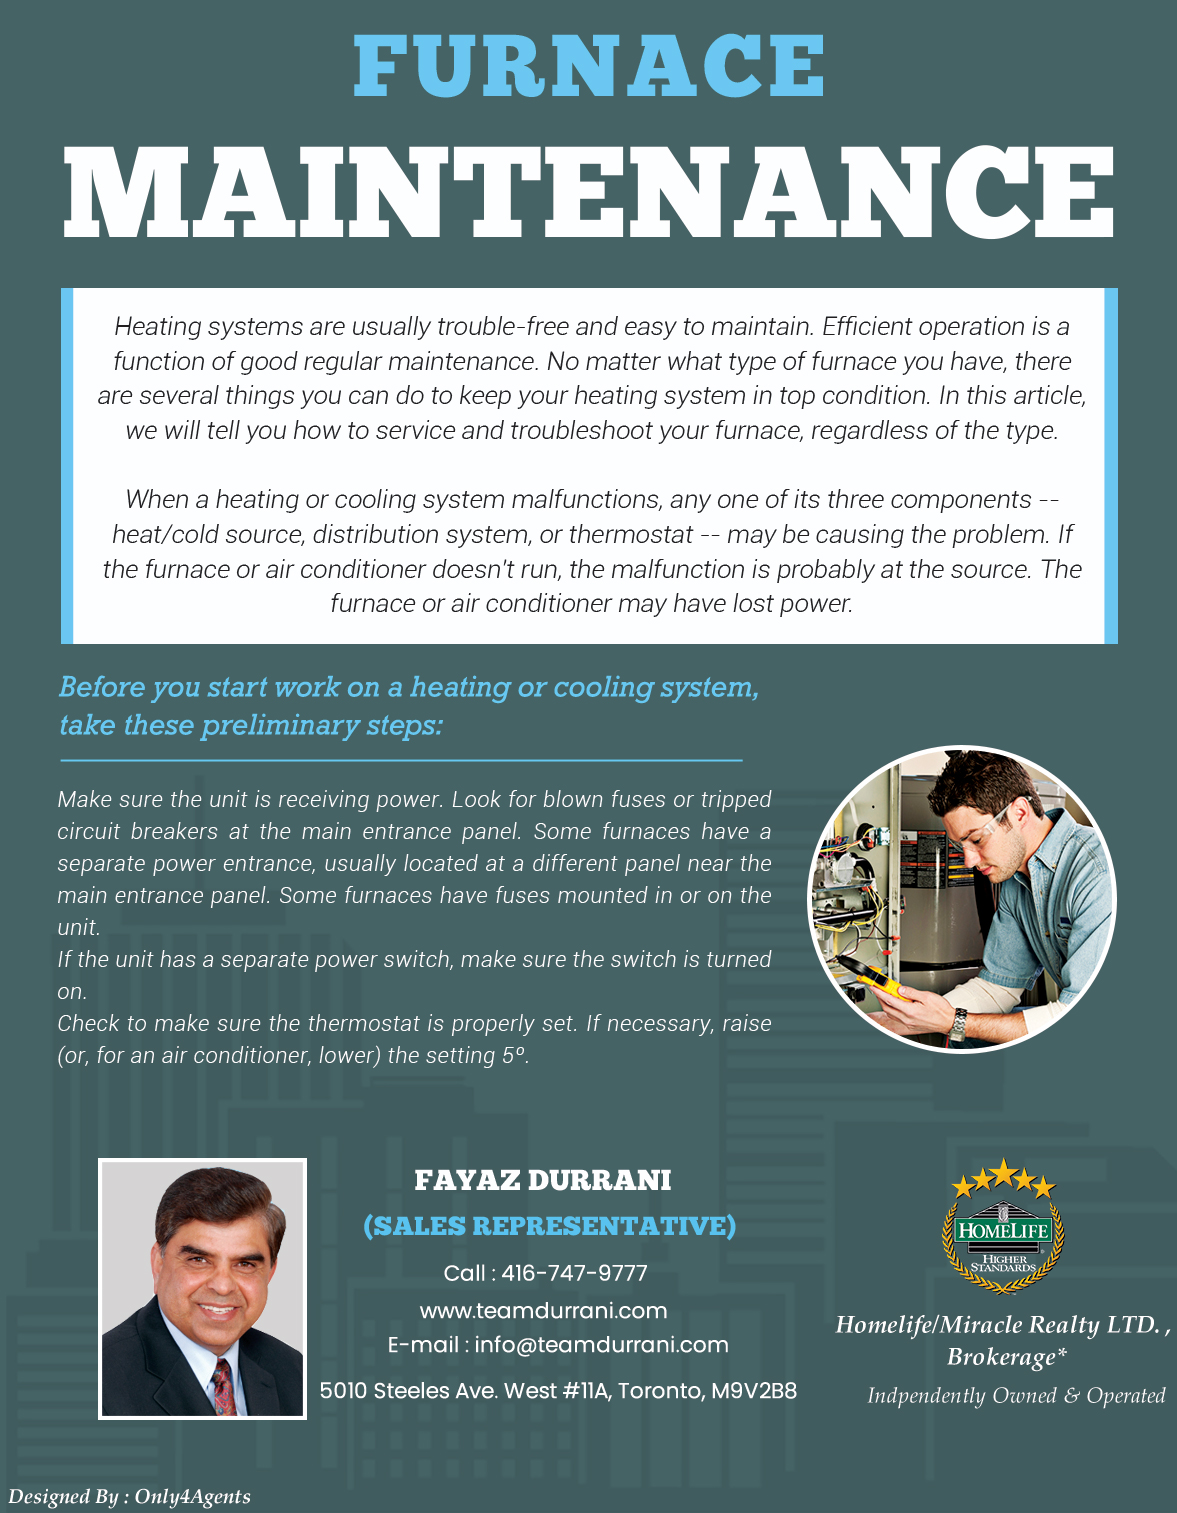 FURNACE
MAINTENANCE
Heating systems are usually trouble-free and easy to maintain. Efficient operation is a
function of good regular maintenance. No matter what type of furnace you have, there
are several things you can do to keep your heating system in top condition. In this article,
we will tell you how to service and troubleshoot your furnace, regardless of the type.
When a heating or cooling system malfunctions, any one of its three components --
heat/cold source, distribution system, or thermostat -- may be causing the problem. If
the furnace or air conditioner doesn't run, the malfunction is probably at the source. The
furnace or air conditioner may have lost power.
Before you start work on a heating or cooling system,
take these preliminary steps:
Make sure the unit is receiving power. Look for blown fuses or tripped
circuit breakers at the main entrance panel. Some furnaces have a
separate power entrance, usually located at a different panel near the
main entrance panel. Some furnaces have fuses mounted in or on the
unit.
If the unit has a separate power switch, make sure the switch is turned
on.
Check to make sure the thermostat is properly set. If necessary, raise
(or, for an air conditioner, lower) the setting 5º.
FAYAZ DURRANI
(SALES REPRESENTATIVE)
Call : 416-747-9777
www.teamdurrani.com
E-mail : info@teamdurrani.com
5010 Steeles Ave. West #11A, Toronto, M9V2B8
HOMELIFE
HIGHER
STANDARDS
Homelife/Miracle Realty LTD. ,
Brokerage*
Indpendently Owned & Operated
Designed By : Only4Agents